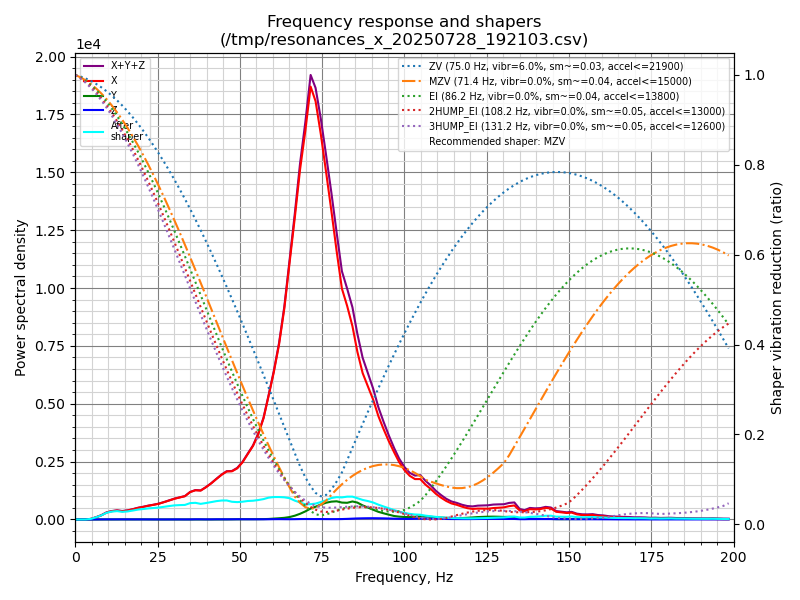 Frequency response and shapers
(/tmp/resonances_x_20250728_192103.csv)
1e4
X+Y+Z
X
Y
Z
After
shaper
ZV (75.0 Hz, vibr=6.0%, sm~=0.03, accel<=21900)
MZV (71.4 Hz, vibr=0.0%, sm~=0.04, accel<=15000)
EI (86.2 Hz, vibr=0.0%, sm~=0.04, accel<=13800)
2HUMP_EI (108.2 Hz, vibr=0.0%, sm~=0.05, accel<=13000)
3HUMP_EI (131.2 Hz, vibr=0.0%, sm~=0.05, accel<=12600)
Recommended shaper: MZV
Power spectral density
2.00
1.75
1.50
1.25
1.00
0.75
0.50
0.25
0.00
1.0
0.8
0.6
0.4
0.2
0.0
Shaper vibration reduction (ratio)
0 25 50 75 100 125 150 175 200
Frequency, Hz